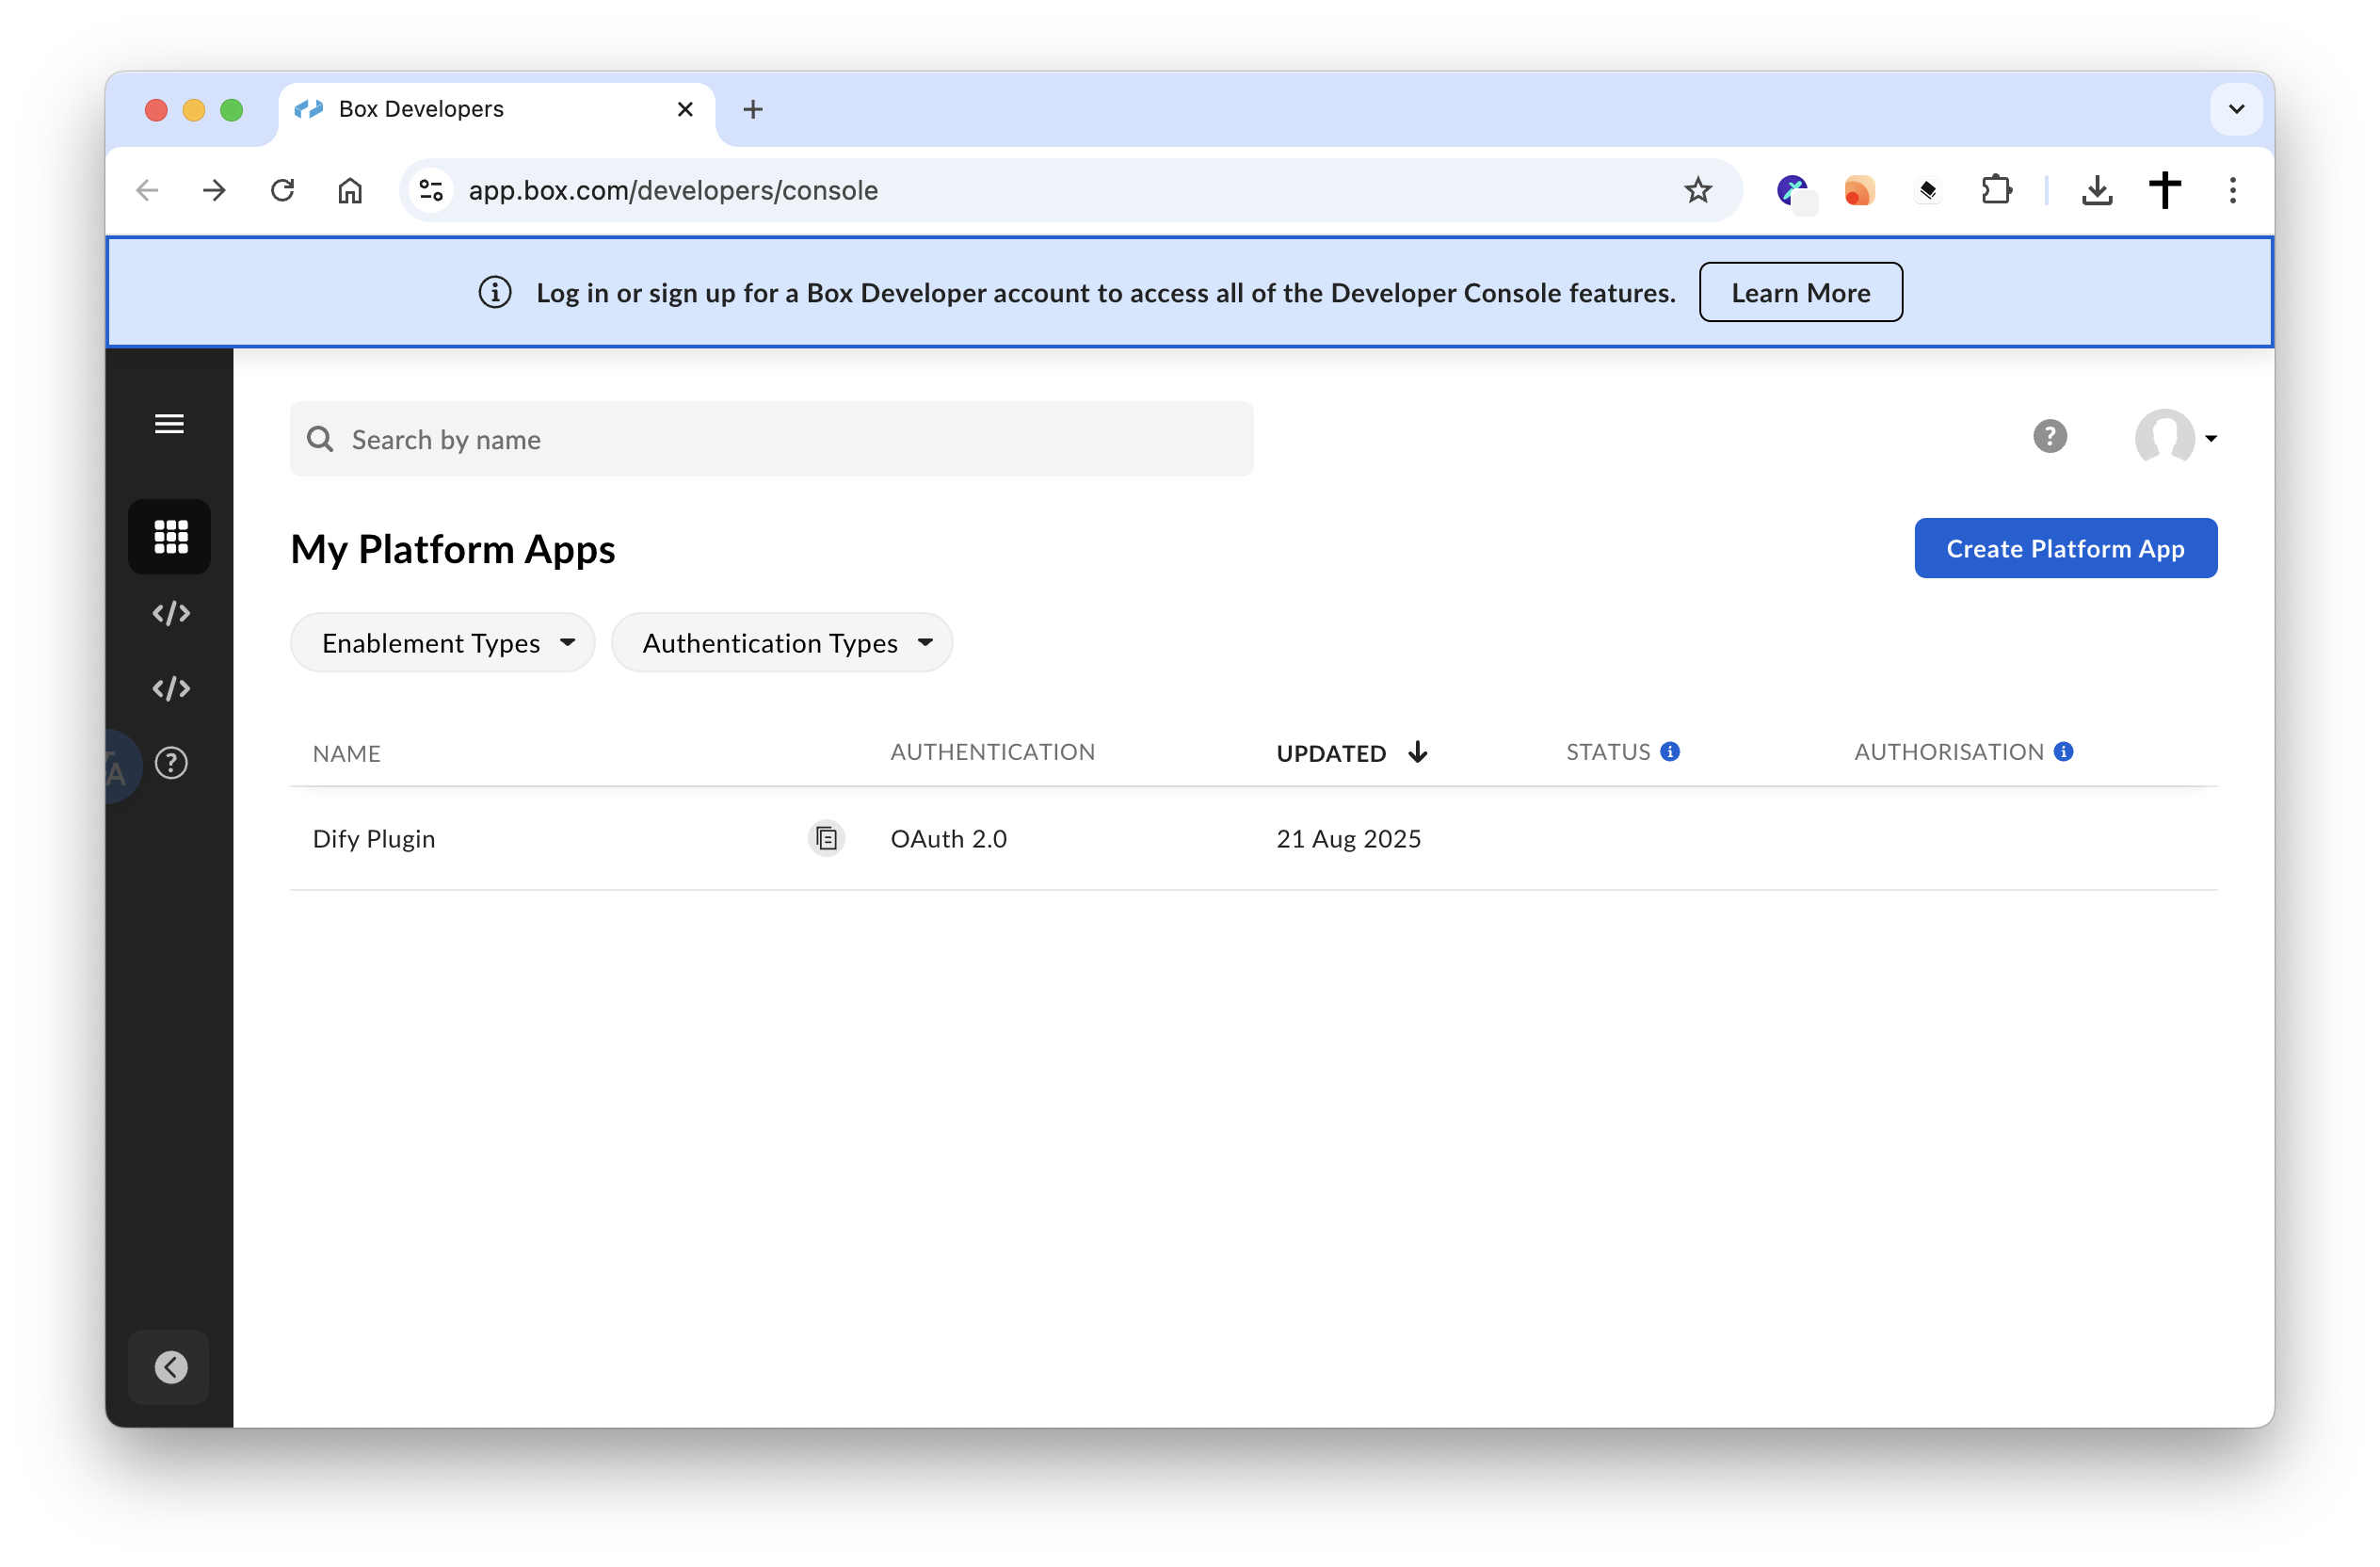 Box Developers
app.box.com/developers/console
Log in or sign up for a Box Developer account to access all of the Developer Console features. Learn More
Search by name
My Platform Apps
Create Platform App
Enablement Types Authentication Types
NAME AUTHENTICATION UPDATED STATUS AUTHORISATION
Dify Plugin OAuth 2.0 21 Aug 2025